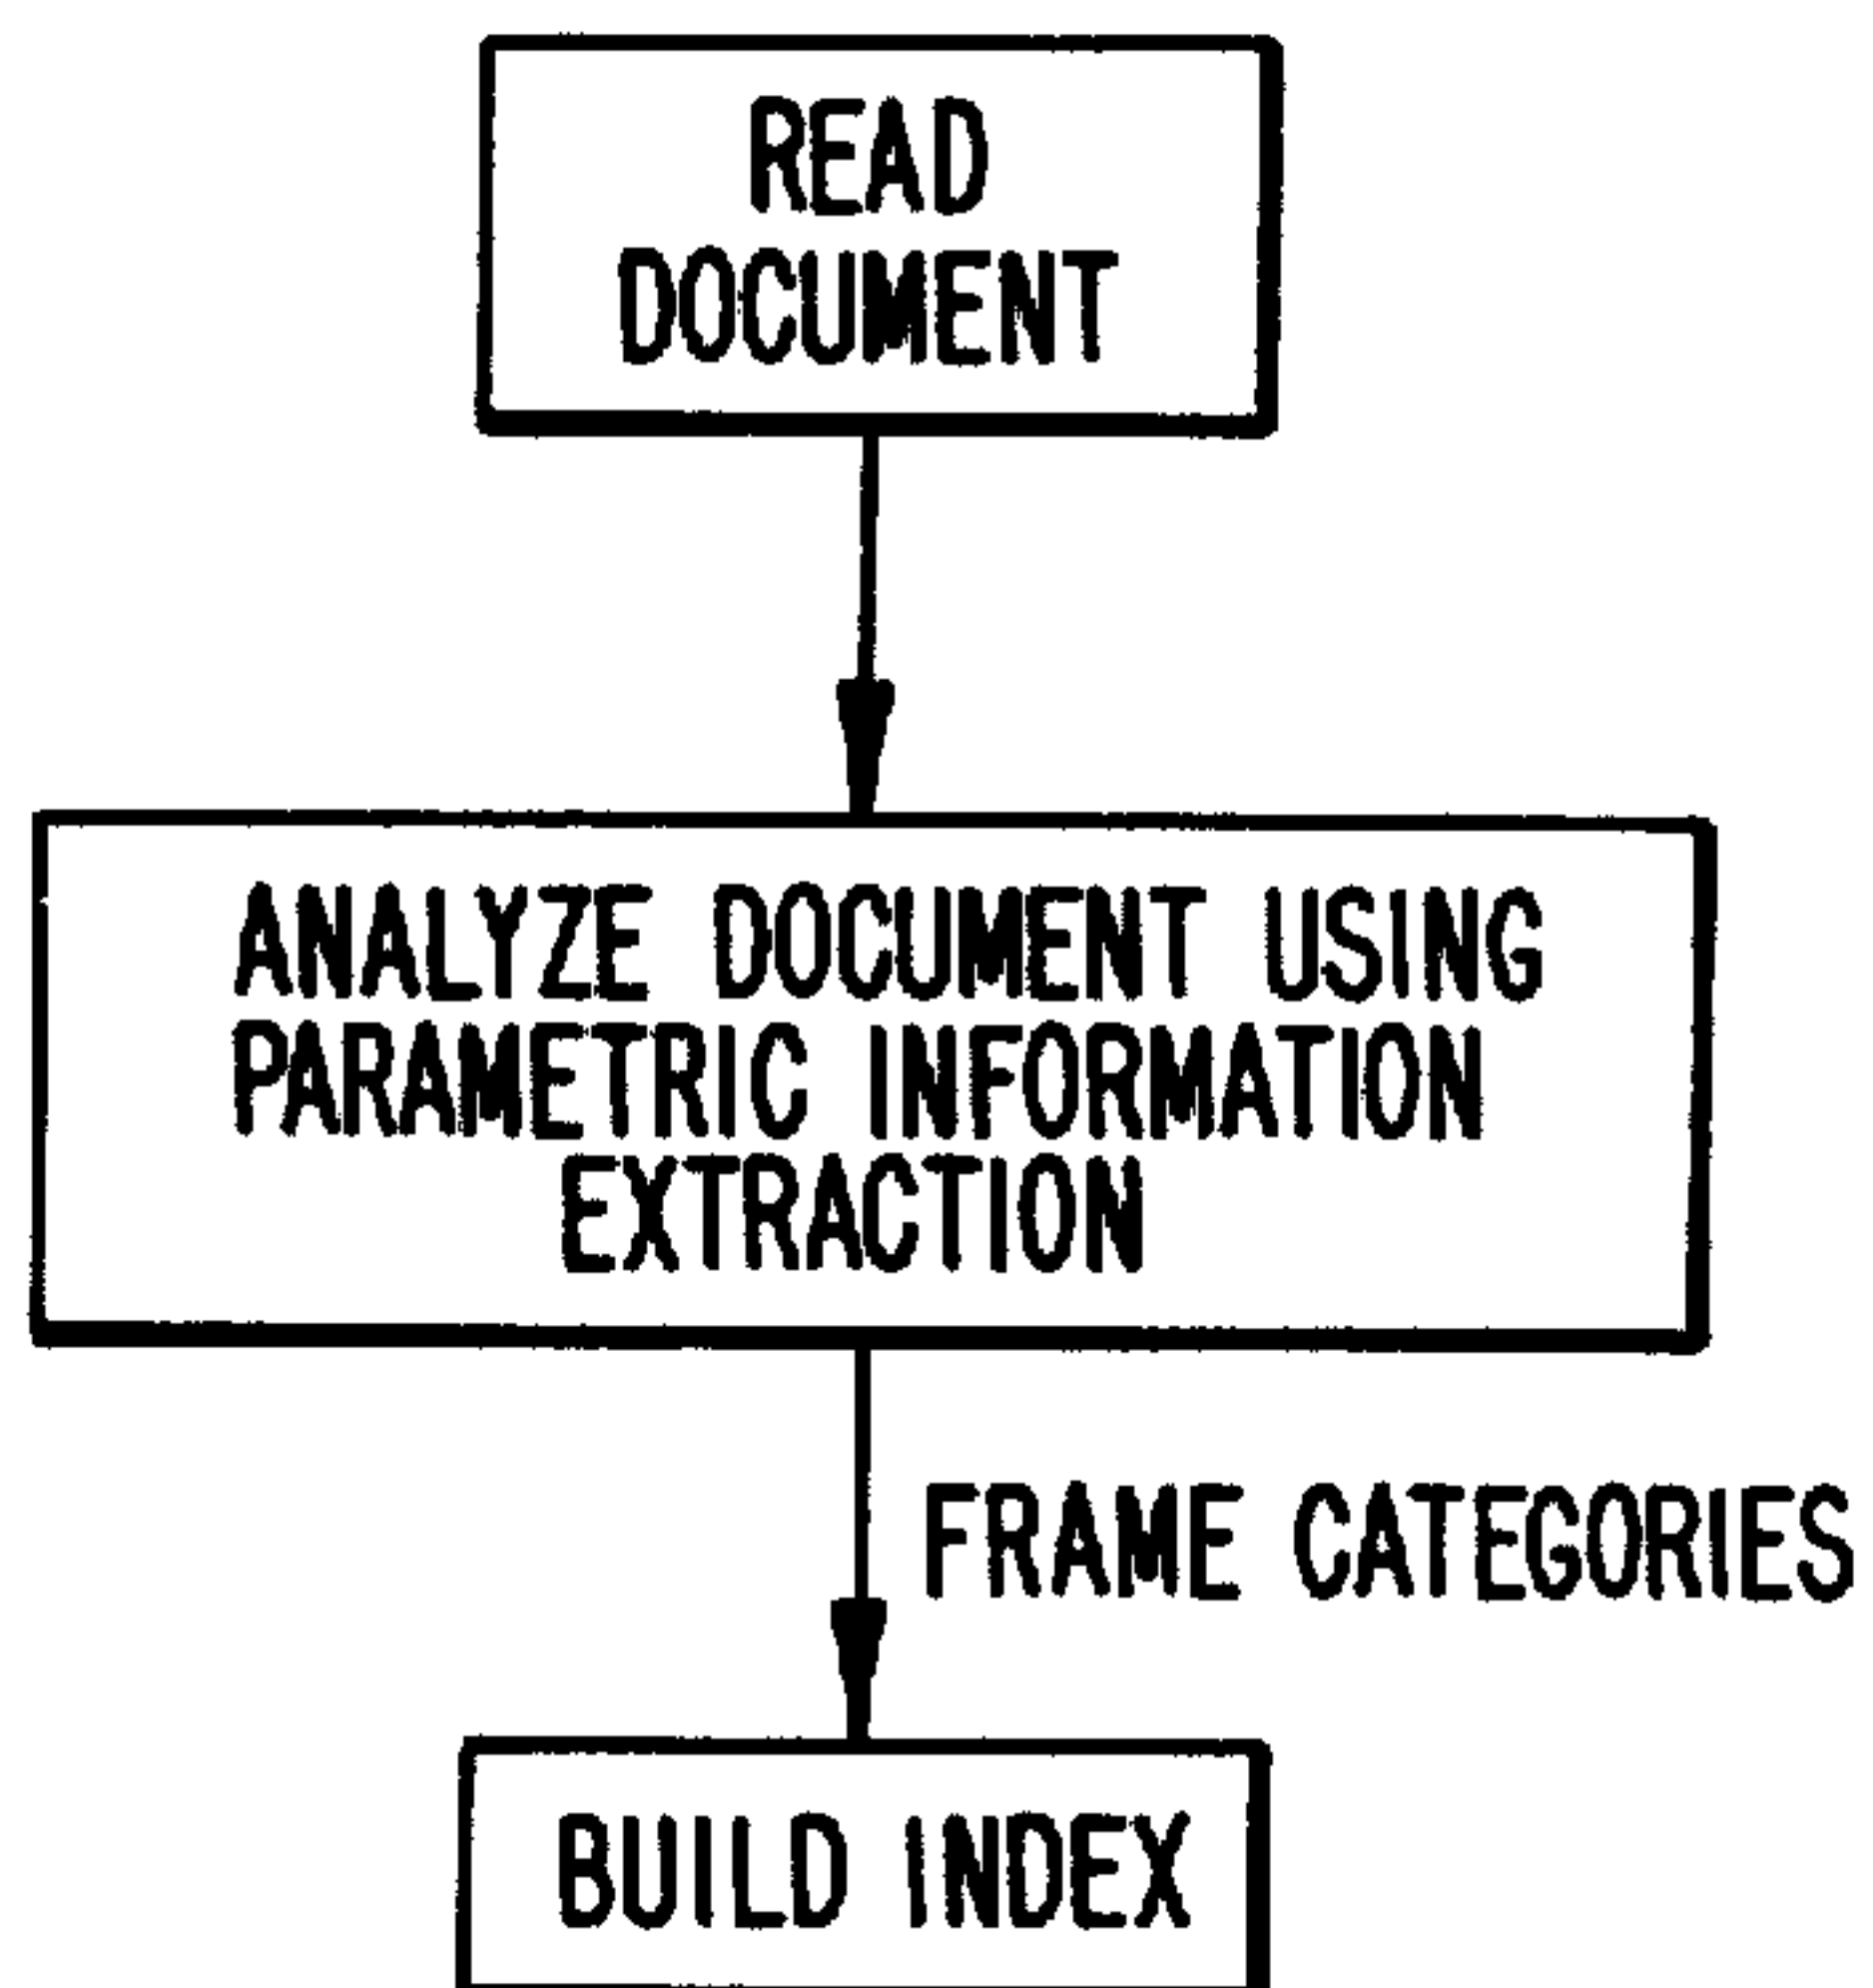 READ
DOCUMENT
ANALYZE DOCUMENT USING
PARAMETRIC INFORMATION
EXTRACTION
FRAME CATEGORIES
BUILD INDEX